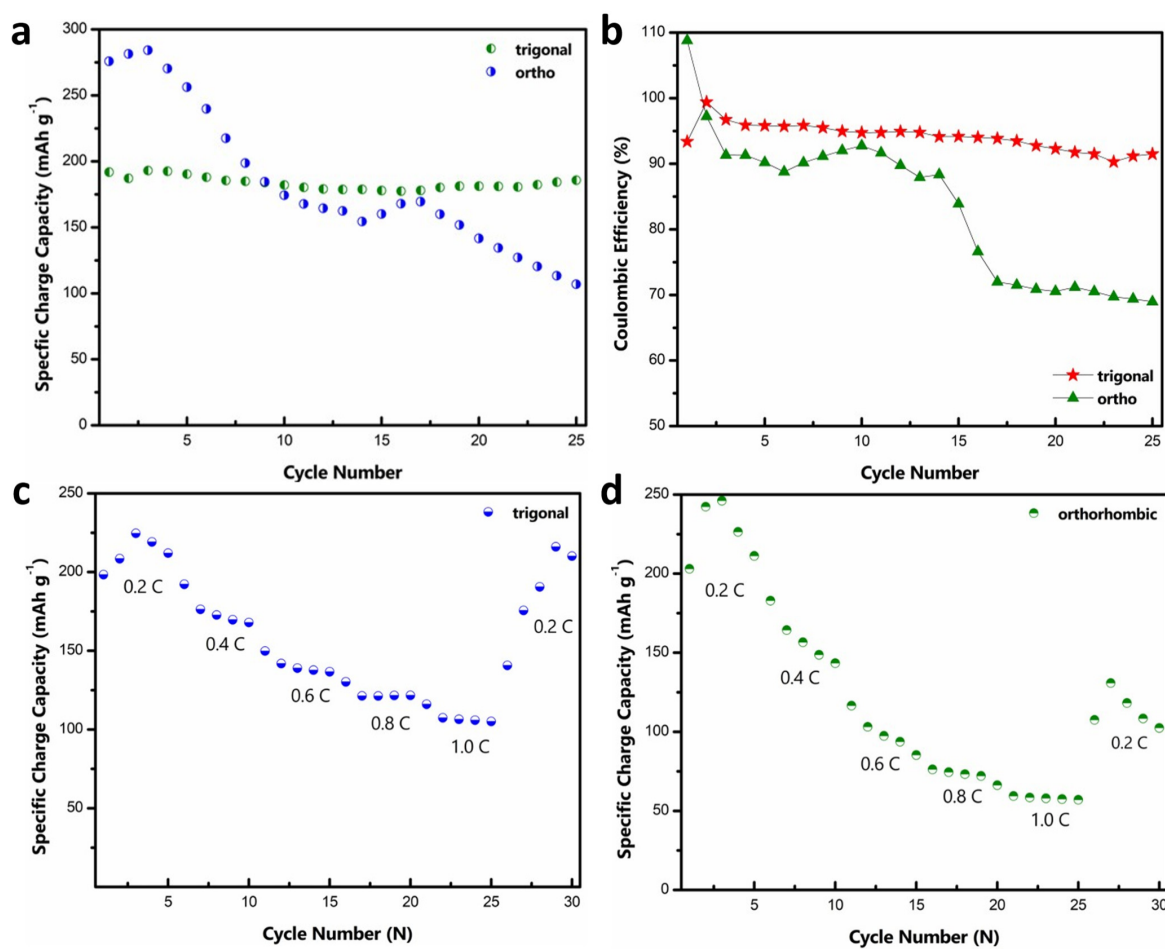 a
300
250
200
150
100
50
0
Specfic Charge Capacity (mAh g⁻¹)
trigonal
ortho
5 10 15 20 25
Cycle Number
b
110
100
90
80
70
60
50
Coulombic Efficiency (%)
trigonal
ortho
5 10 15 20 25
Cycle Number
c
250
200
150
100
50
Specific Charge Capacity (mAh g⁻¹)
trigonal
0.2 C
0.4 C
0.6 C
0.8 C
1.0 C
0.2 C
5 10 15 20 25 30
Cycle Number (N)
d
250
200
150
100
50
0
Specific Charge Capacity (mAh g⁻¹)
orthorhombic
0.2 C
0.4 C
0.6 C
0.8 C
1.0 C
0.2 C
5 10 15 20 25 30
Cycle Number (N)